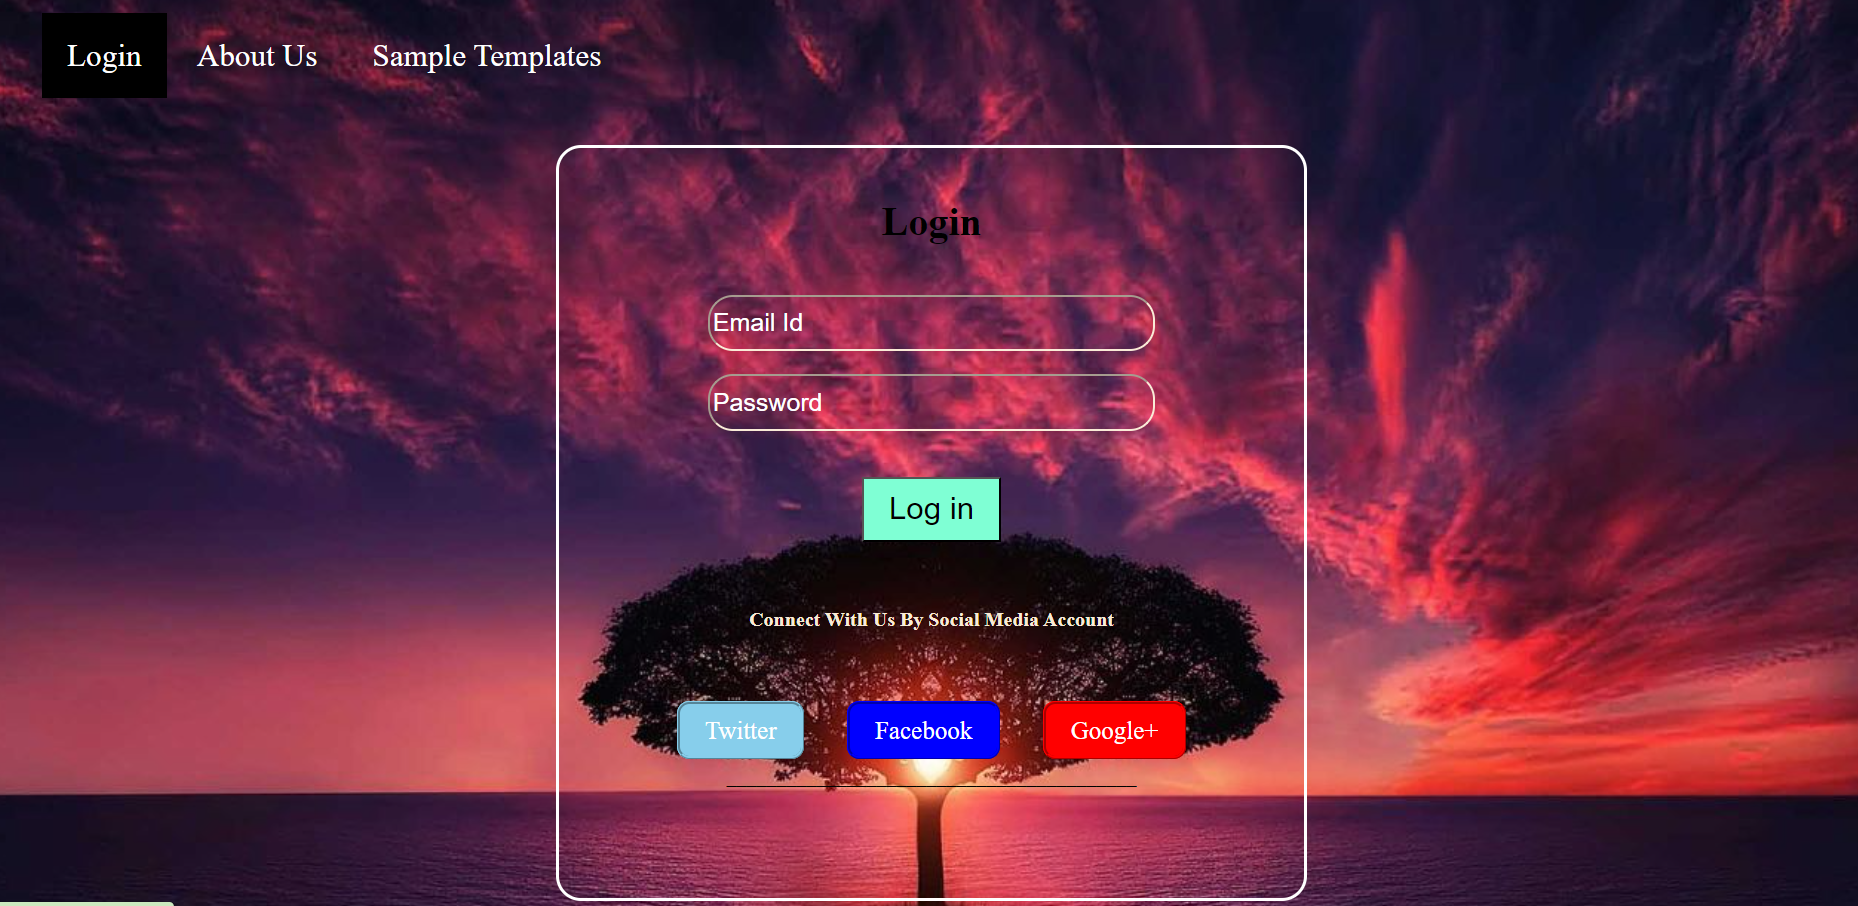 Login About Us Sample Templates
Login
Email Id
Password
Log in
Connect With Us By Social Media Account
Twitter Facebook Google+